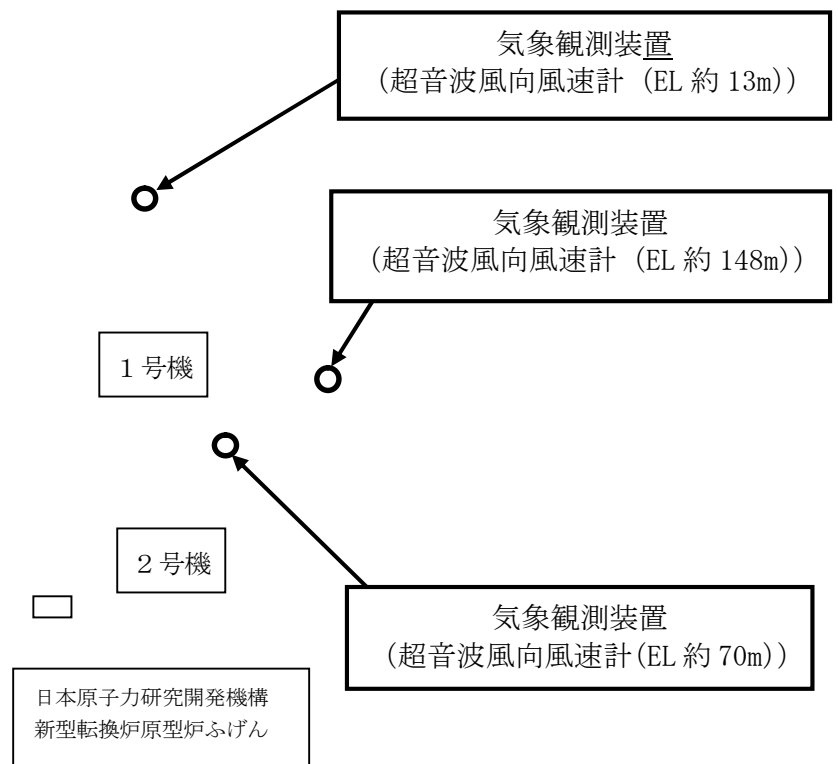 気象観測装置
(超音波風向風速計 (EL 約 13m))
気象観測装置
(超音波風向風速計 (EL 約 148m))
１号機
２号機
気象観測装置
(超音波風向風速計(EL 約 70m))
日本原子力研究開発機構
新型転換炉原型炉ふげん